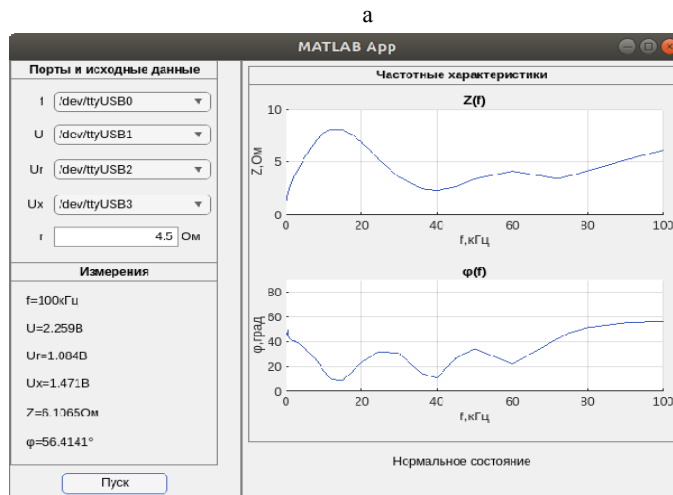 а
MATLAB App
Порты и исходные данные
f /dev/ttyUSB0
U /dev/ttyUSB1
Ur /dev/ttyUSB2
Ux /dev/ttyUSB3
r 4.5 Ом
Измерения
f=100кГц
U=2.259В
Ur=1.084В
Ux=1.471В
Z=6.1065Ом
φ=56.4141°
Пуск
Частотные характеристики
Z(f)
10
5
0
Z,Ом
0 20 40 60 80 100
f,кГц
φ(f)
80
60
40
20
0
φ,град
0 20 40 60 80 100
f,кГц
Нормальное состояние